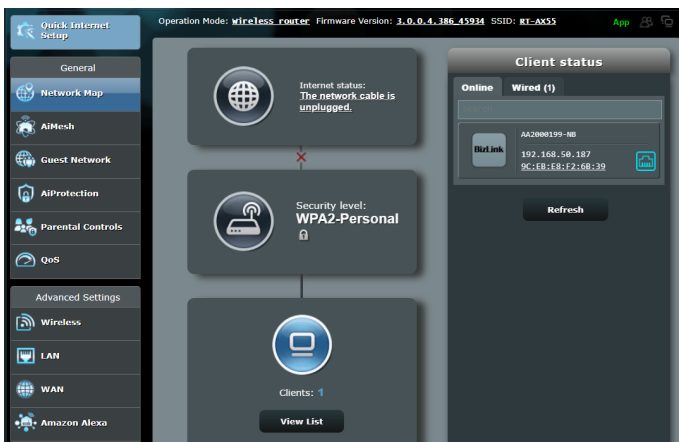 Quick Internet
Setup
Operation Mode: Wireless router Firmware Version: 3.0.0.4.386_45934 SSID: RT-AX55
App
General
Network Map
AiMesh
Guest Network
AiProtection
Parental Controls
QoS
Advanced Settings
Wireless
LAN
WAN
Amazon Alexa
Internet status:
The network cable is
unplugged.
Security level:
WPA2-Personal
Clients: 1
View List
Client status
Online
Wired (1)
BizLink
AA2000199-NB
192.168.50.187
9C:EB:E8:F2:6B:39
Refresh